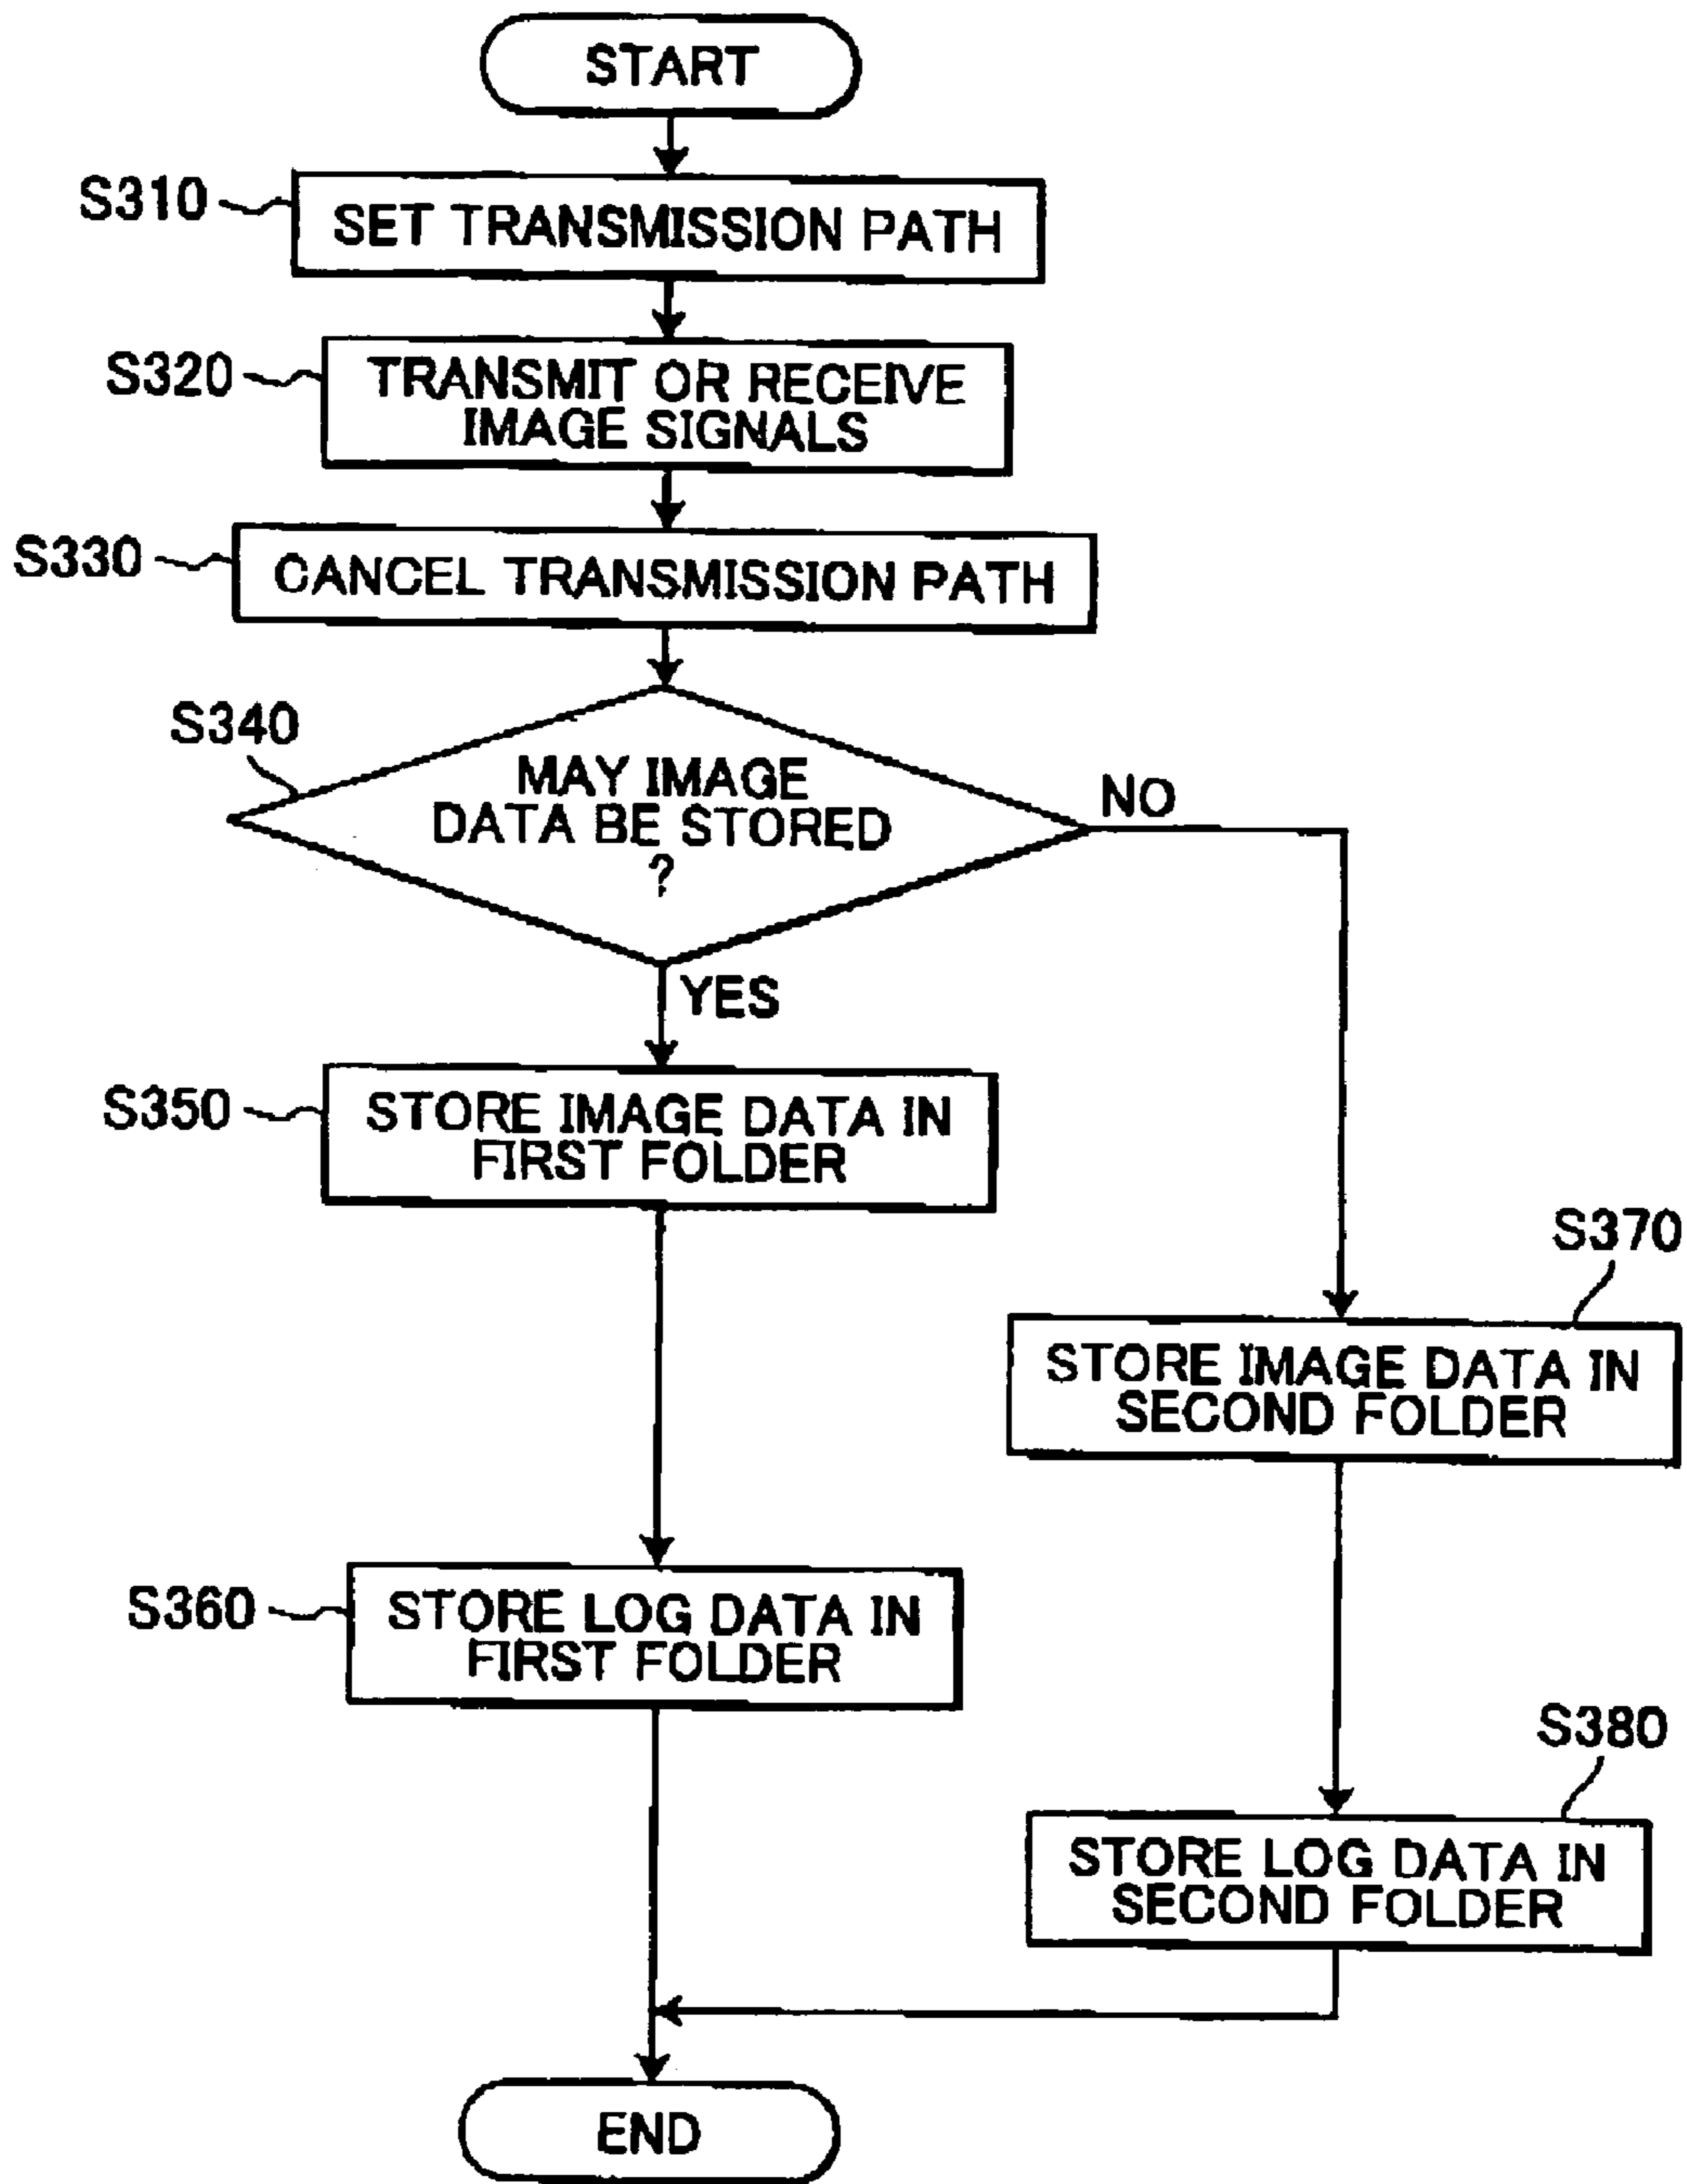 START
S310
SET TRANSMISSION PATH
S320
TRANSMIT OR RECEIVE
IMAGE SIGNALS
S330
CANCEL TRANSMISSION PATH
S340
MAY IMAGE
DATA BE STORED
?
NO
YES
S350
STORE IMAGE DATA IN
FIRST FOLDER
S370
STORE IMAGE DATA IN
SECOND FOLDER
S360
STORE LOG DATA IN
FIRST FOLDER
S380
STORE LOG DATA IN
SECOND FOLDER
END